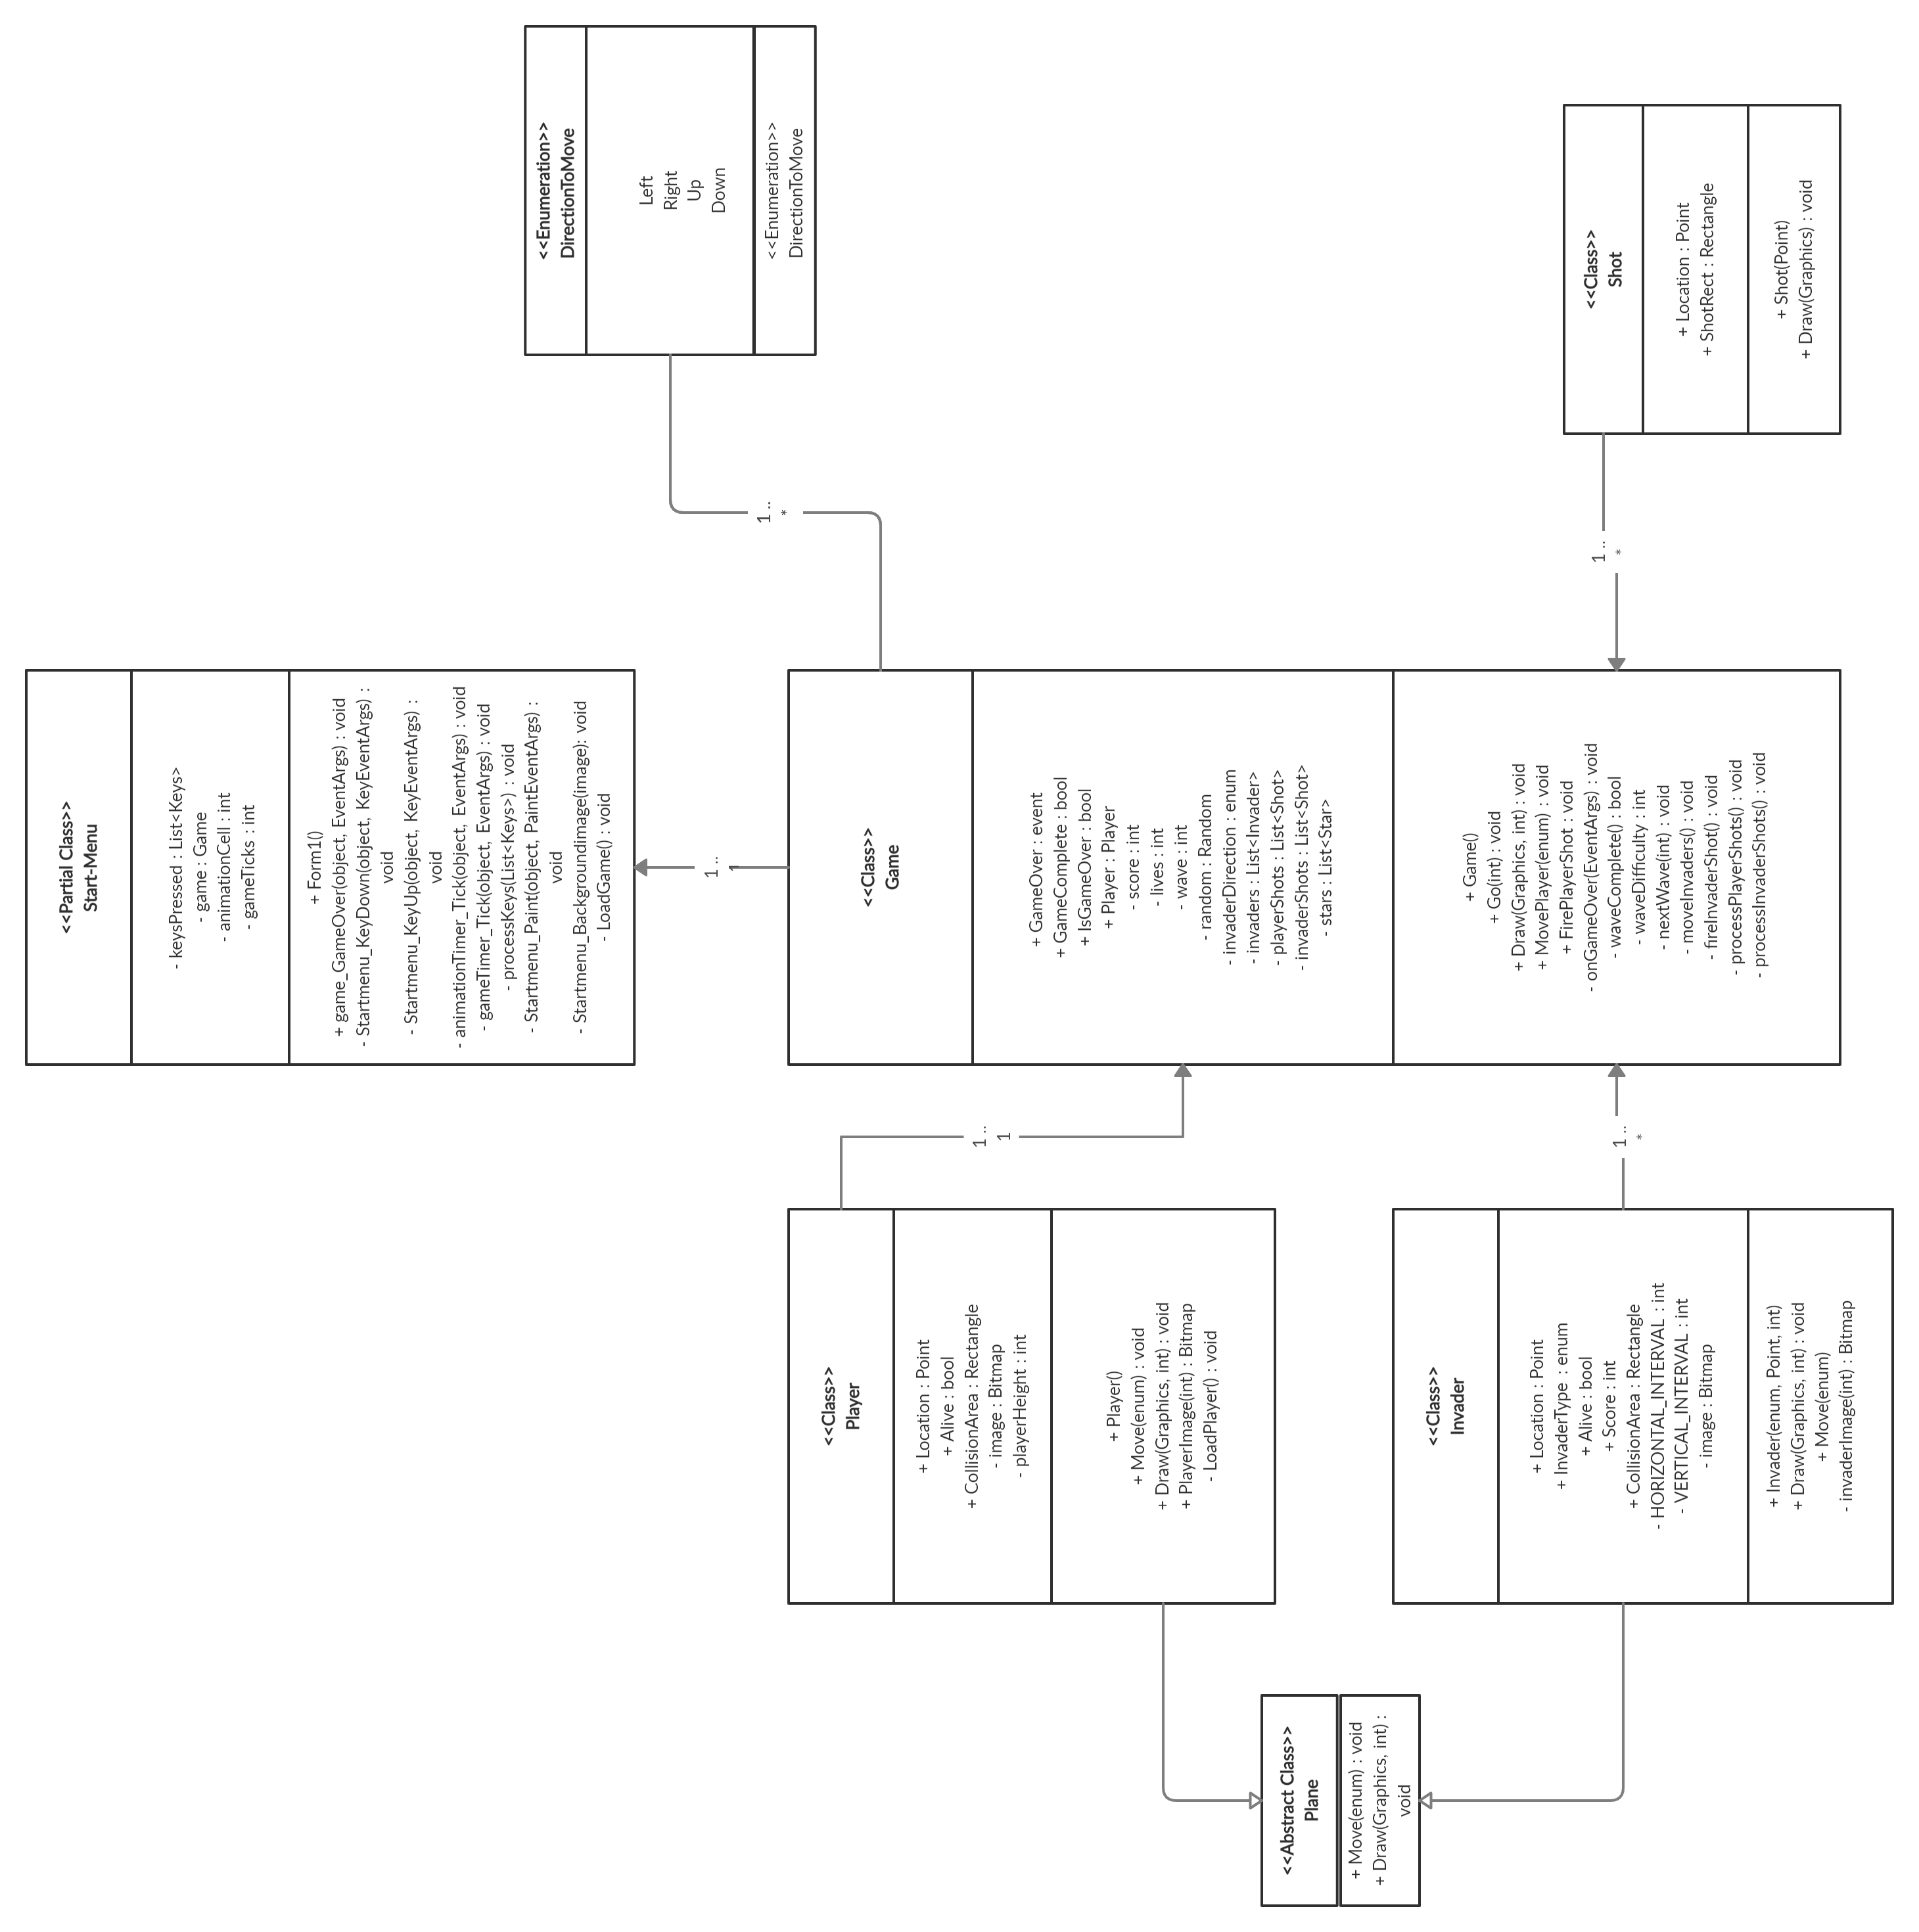 <<Partial Class>>
Start-Menu
- keysPressed : List<Keys>
- game : Game
- animationCell : int
- gameTicks : int
+ Form1()
+ game_GameOver(object, EventArgs) : void
- Startmenu_KeyDown(object, KeyEventArgs) :
void
- Startmenu_KeyUp(object, KeyEventArgs) :
void
- animationTimer_Tick(object, EventArgs) : void
- gameTimer_Tick(object, EventArgs) : void
- processKeys(List<Keys>) : void
- Startmenu_Paint(object, PaintEventArgs) :
void
- Startmenu_Backgroundimage(image): void
- LoadGame() : void
<<Enumeration>>
DirectionToMove
Left
Right
Up
Down
<<Enumeration>>
DirectionToMove
1 ..
1
1 ..
*
<<Class>>
Player
+ Location : Point
+ Alive : bool
+ CollisionArea : Rectangle
- image : Bitmap
- playerHeight : int
+ Player()
+ Move(enum) : void
+ Draw(Graphics, int) : void
+ PlayerImage(int) : Bitmap
- LoadPlayer() : void
1 ..
1
<<Class>>
Game
+ GameOver : event
+ GameComplete : bool
+ IsGameOver : bool
+ Player : Player
- score : int
- lives : int
- wave : int
- random : Random
- invaderDirection : enum
- invaders : List<Invader>
- playerShots : List<Shot>
- invaderShots : List<Shot>
- stars : List<Star>
+ Game()
+ Go(int) : void
+ Draw(Graphics, int) : void
+ MovePlayer(enum) : void
+ FirePlayerShot : void
- onGameOver(EventArgs) : void
- waveComplete() : bool
- waveDifficulty : int
- nextWave(int) : void
- moveInvaders() : void
- fireInvaderShot() : void
- processPlayerShots() : void
- processInvaderShots() : void
<<Abstract Class>>
Plane
+ Move(enum) : void
+ Draw(Graphics, int) :
void
<<Class>>
Invader
+ Location : Point
+ InvaderType : enum
+ Alive : bool
+ Score : int
+ CollisionArea : Rectangle
- HORIZONTAL_INTERVAL : int
- VERTICAL_INTERVAL : int
- image : Bitmap
+ Invader(enum, Point, int)
+ Draw(Graphics, int) : void
+ Move(enum)
- invaderImage(int) : Bitmap
1 ..
*
1 ..
*
<<Class>>
Shot
+ Location : Point
+ ShotRect : Rectangle
+ Shot(Point)
+ Draw(Graphics) : void